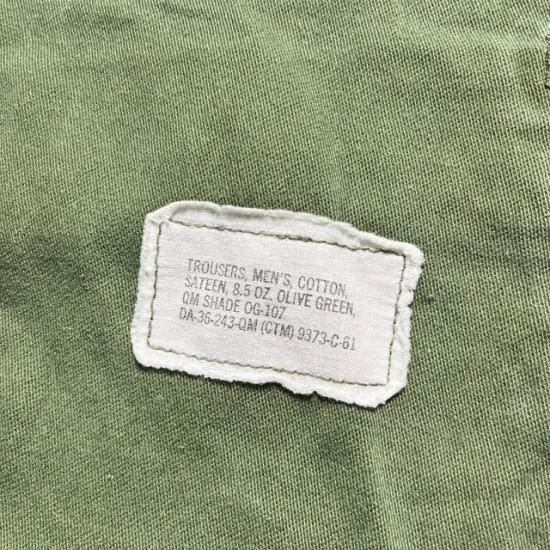 TROUSERS, MEN'S, COTTON,
SATEEN, 8.5 OZ. OLIVE GREEN,
QM SHADE OG-107
DA-36-243-QM (CTM) 9373-C-61